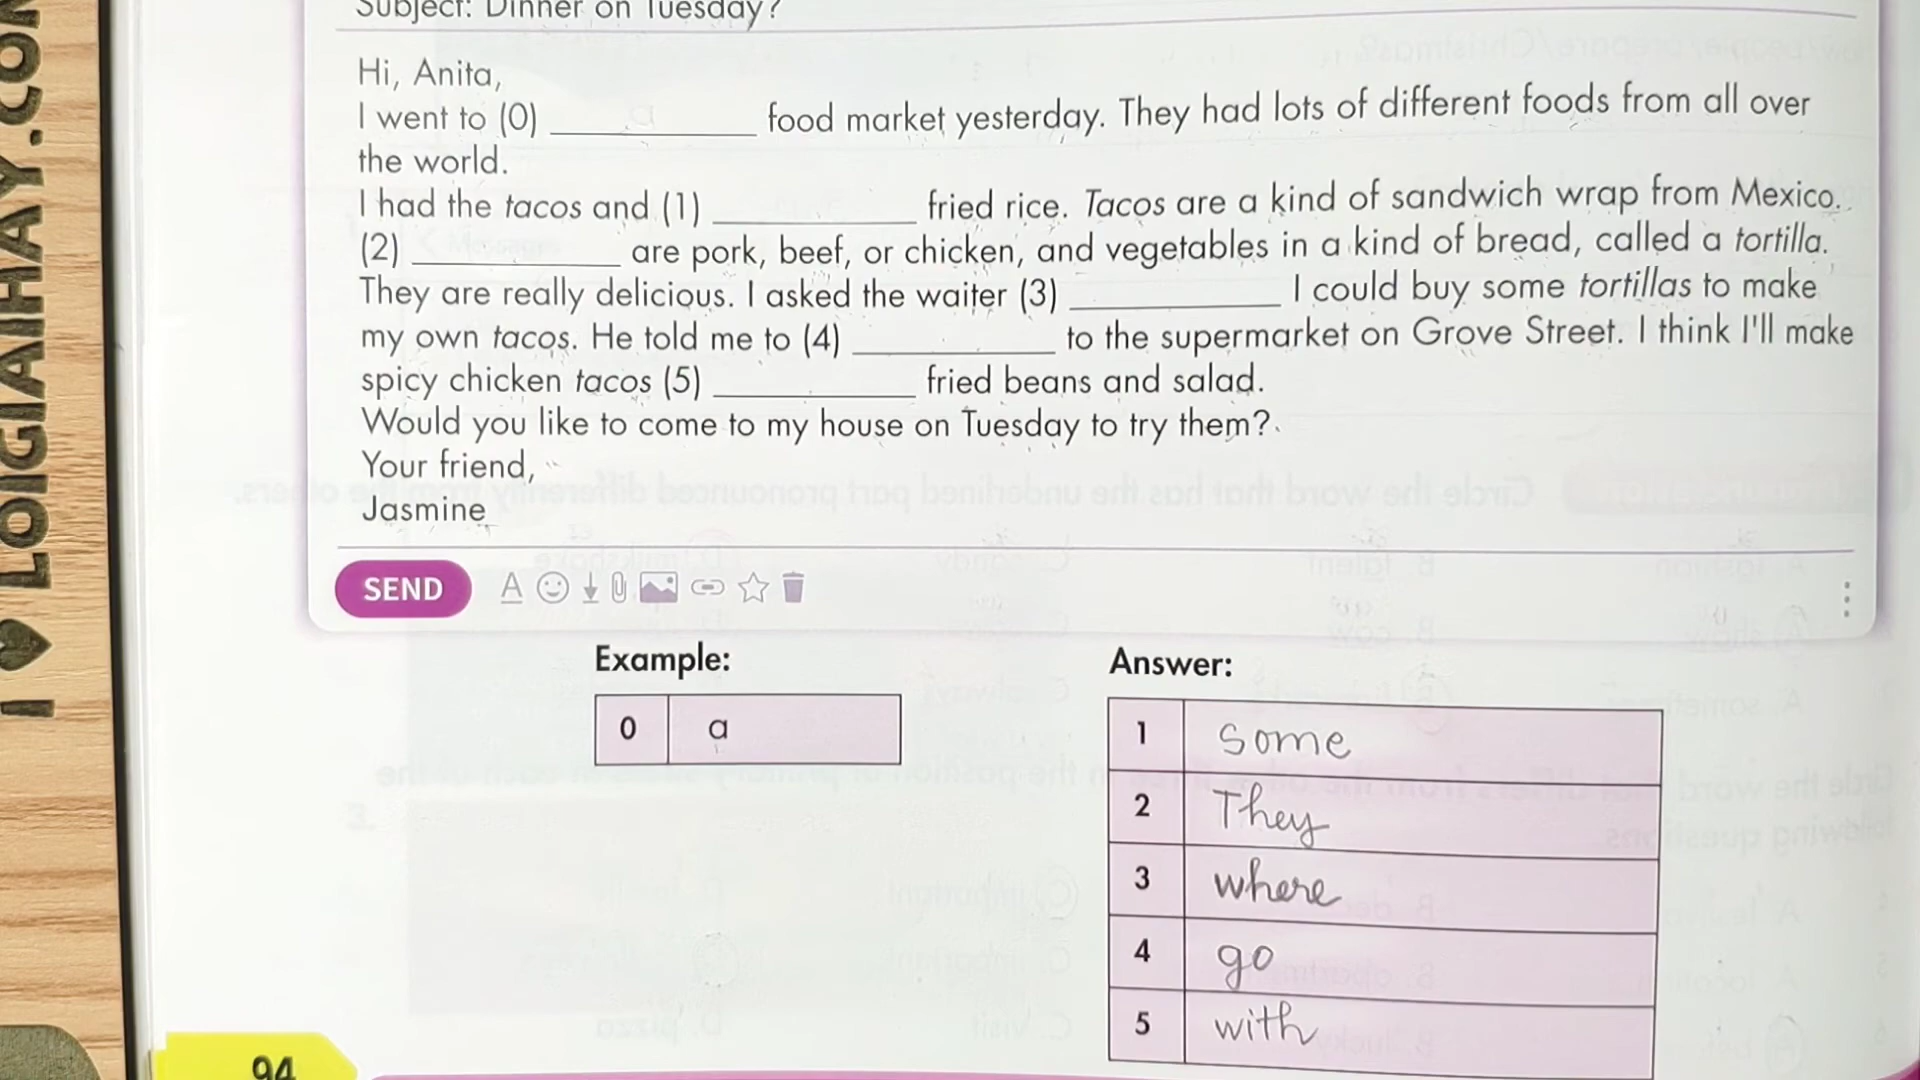 I ♥ LOIGIAIHAY.COM
Subject: Dinner on Tuesday?
Hi, Anita,
I went to (0) ____________ food market yesterday. They had lots of different foods from all over
the world.
I had the tacos and (1) ____________ fried rice. Tacos are a kind of sandwich wrap from Mexico.
(2) ____________ are pork, beef, or chicken, and vegetables in a kind of bread, called a tortilla.
They are really delicious. I asked the waiter (3) ____________ I could buy some tortillas to make
my own tacos. He told me to (4) ____________ to the supermarket on Grove Street. I think I'll make
spicy chicken tacos (5) ____________ fried beans and salad.
Would you like to come to my house on Tuesday to try them?
Your friend,
Jasmine
SEND
Example:
0 a
Answer:
1 some
2 They
3 where
4 go
5 with
94